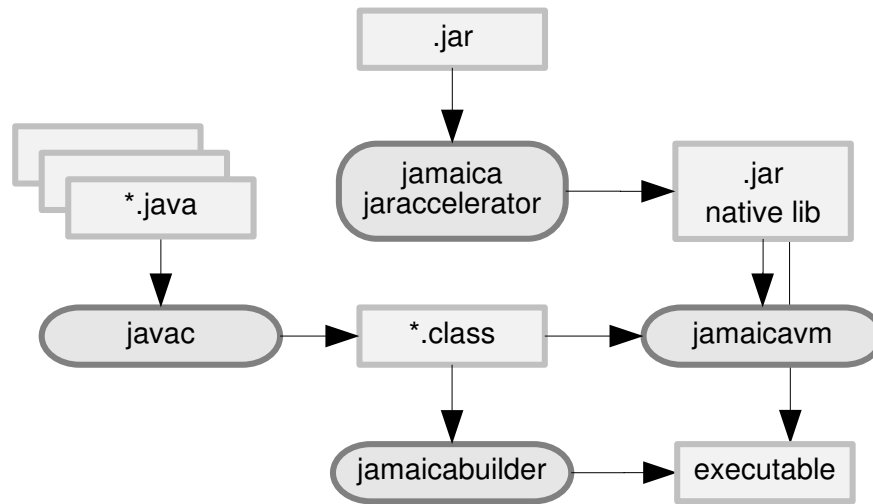 .jar
jamaica
jaraccelerator
.jar
native lib
*.java
javac
*.class
jamaicavm
jamaicabuilder
executable